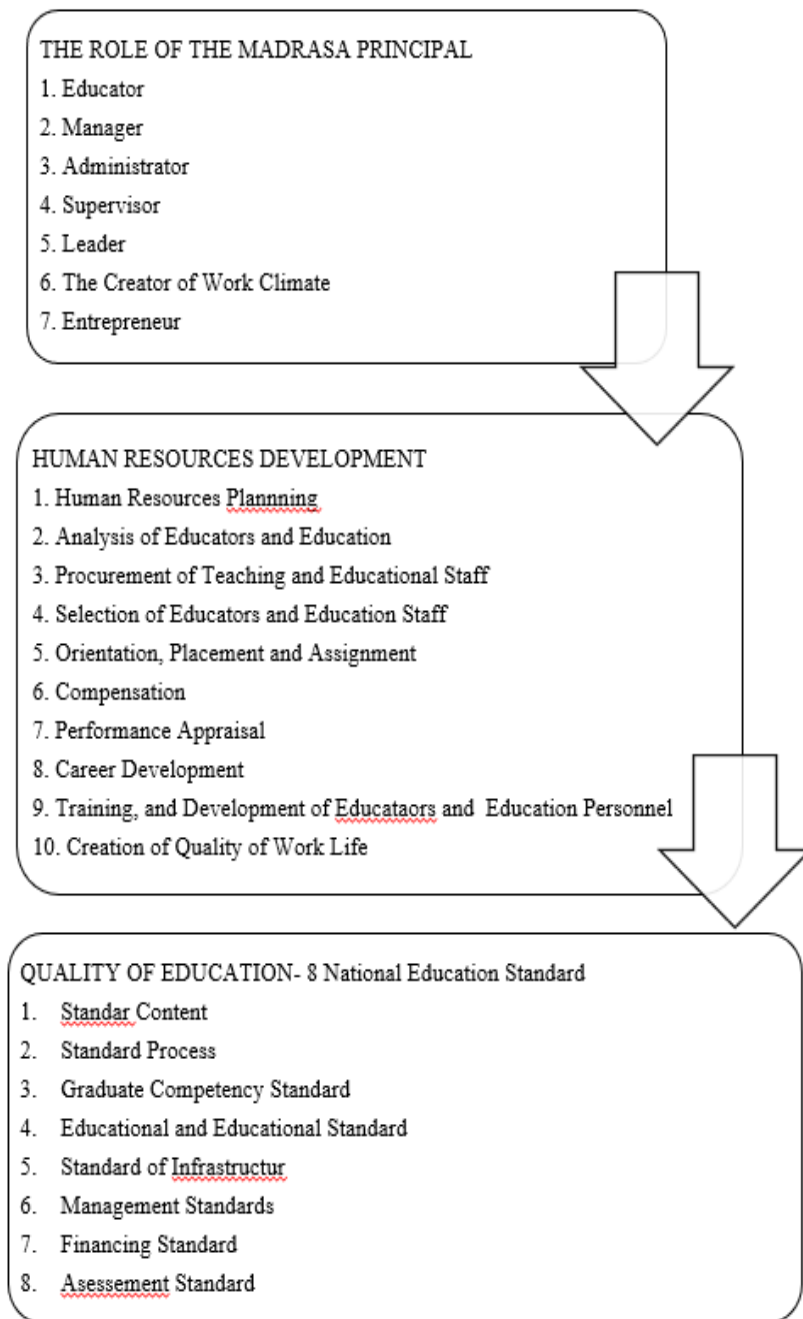 THE ROLE OF THE MADRASA PRINCIPAL
1. Educator
2. Manager
3. Administrator
4. Supervisor
5. Leader
6. The Creator of Work Climate
7. Entrepreneur
HUMAN RESOURCES DEVELOPMENT
1. Human Resources Plannning
2. Analysis of Educators and Education
3. Procurement of Teaching and Educational Staff
4. Selection of Educators and Education Staff
5. Orientation, Placement and Assignment
6. Compensation
7. Performance Appraisal
8. Career Development
9. Training, and Development of Educataors and Education Personnel
10. Creation of Quality of Work Life
QUALITY OF EDUCATION- 8 National Education Standard
1. Standar Content
2. Standard Process
3. Graduate Competency Standard
4. Educational and Educational Standard
5. Standard of Infrastructur
6. Management Standards
7. Financing Standard
8. Asessement Standard